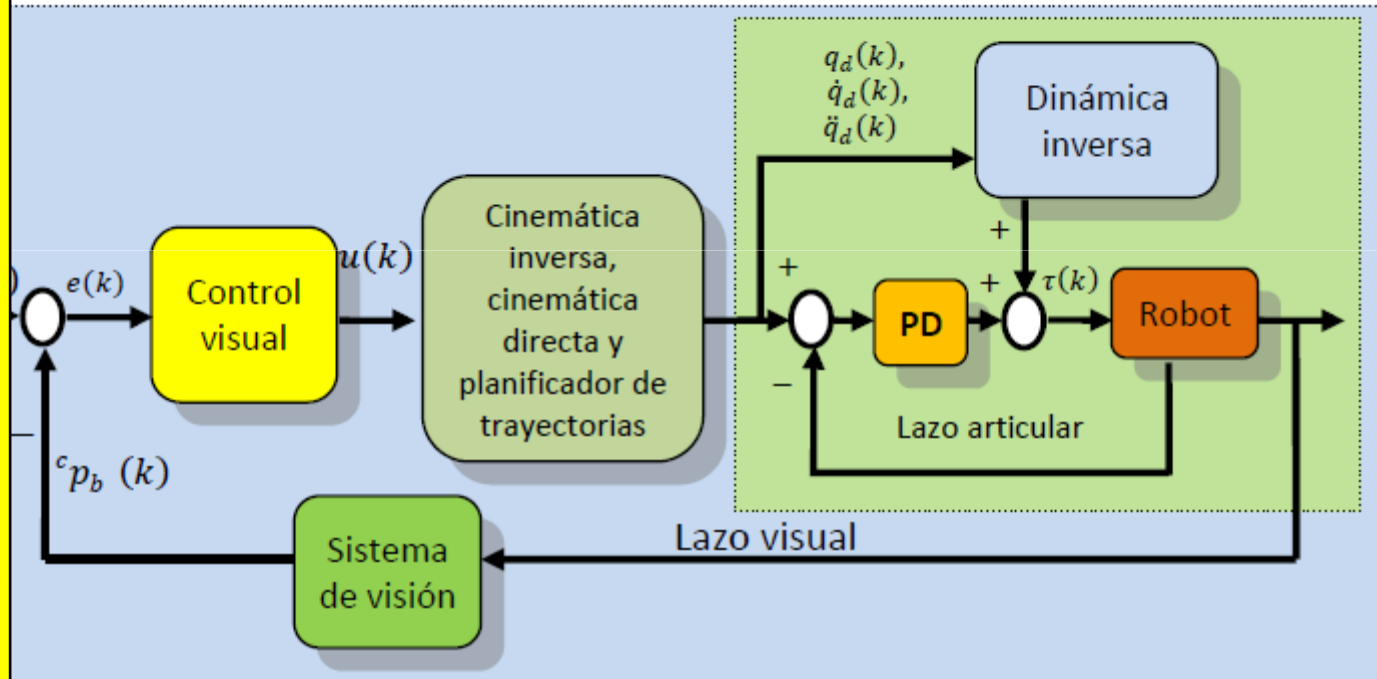 q_d(k),
q̇_d(k),
q̈_d(k)
Dinámica
inversa
+
)
e(k)
Control
visual
u(k)
Cinemática
inversa,
cinemática
directa y
planificador de
trayectorias
+
−
PD
+
τ(k)
Robot
Lazo articular
−
ᶜp_b (k)
Sistema
de visión
Lazo visual